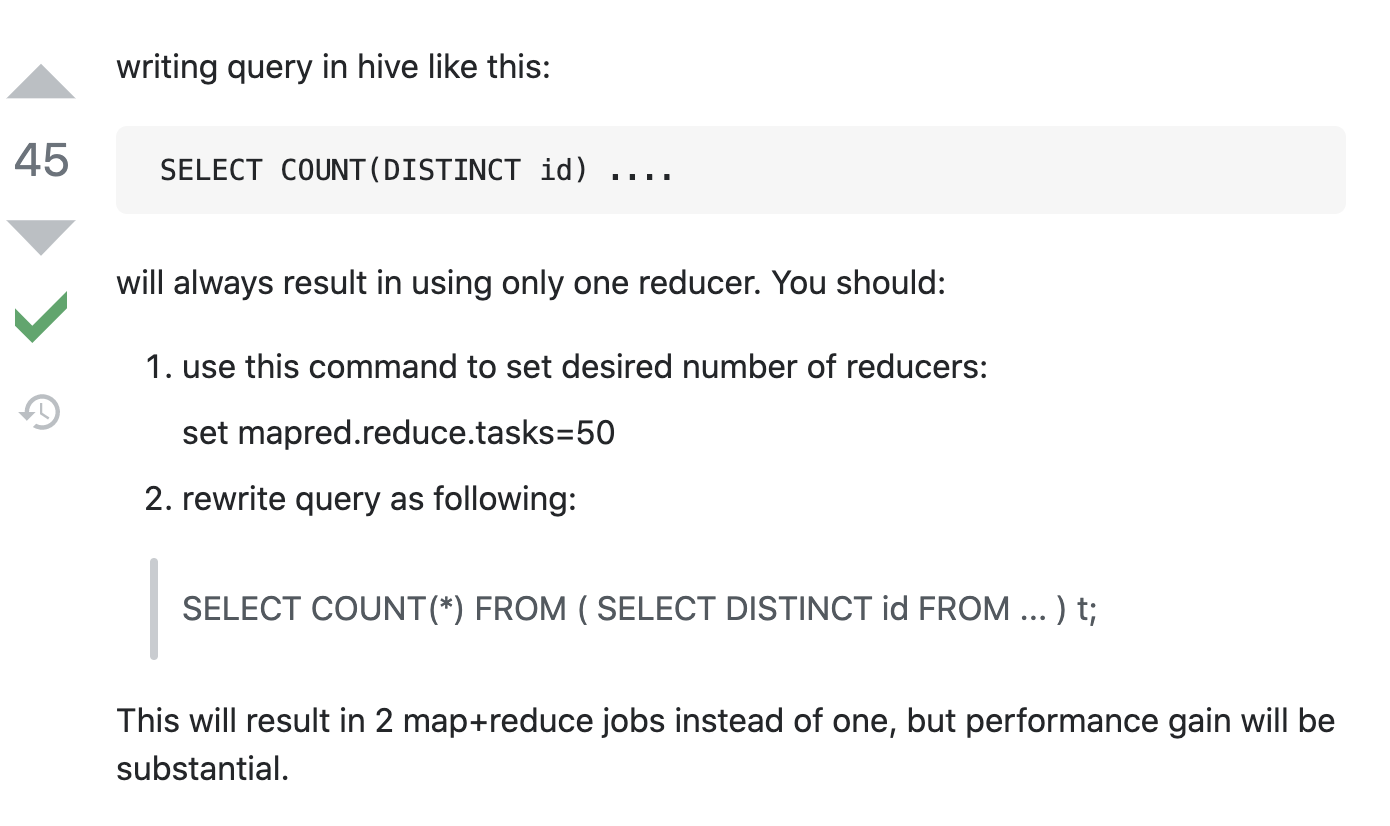 writing query in hive like this:
45
SELECT COUNT(DISTINCT id) ....
will always result in using only one reducer. You should:
1. use this command to set desired number of reducers:
set mapred.reduce.tasks=50
2. rewrite query as following:
SELECT COUNT(*) FROM ( SELECT DISTINCT id FROM ... ) t;
This will result in 2 map+reduce jobs instead of one, but performance gain will be
substantial.